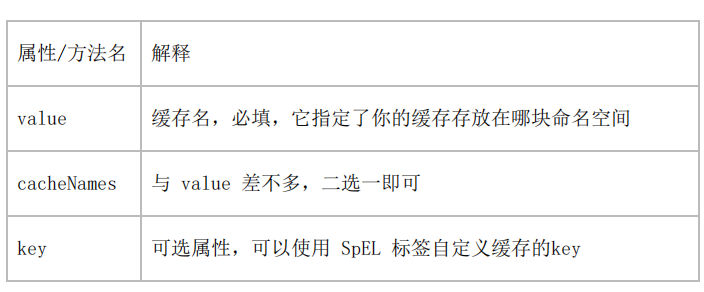 属性/方法名 解释
value 缓存名，必填，它指定了你的缓存存放在哪块命名空间
cacheNames 与 value 差不多，二选一即可
key 可选属性，可以使用 SpEL 标签自定义缓存的key